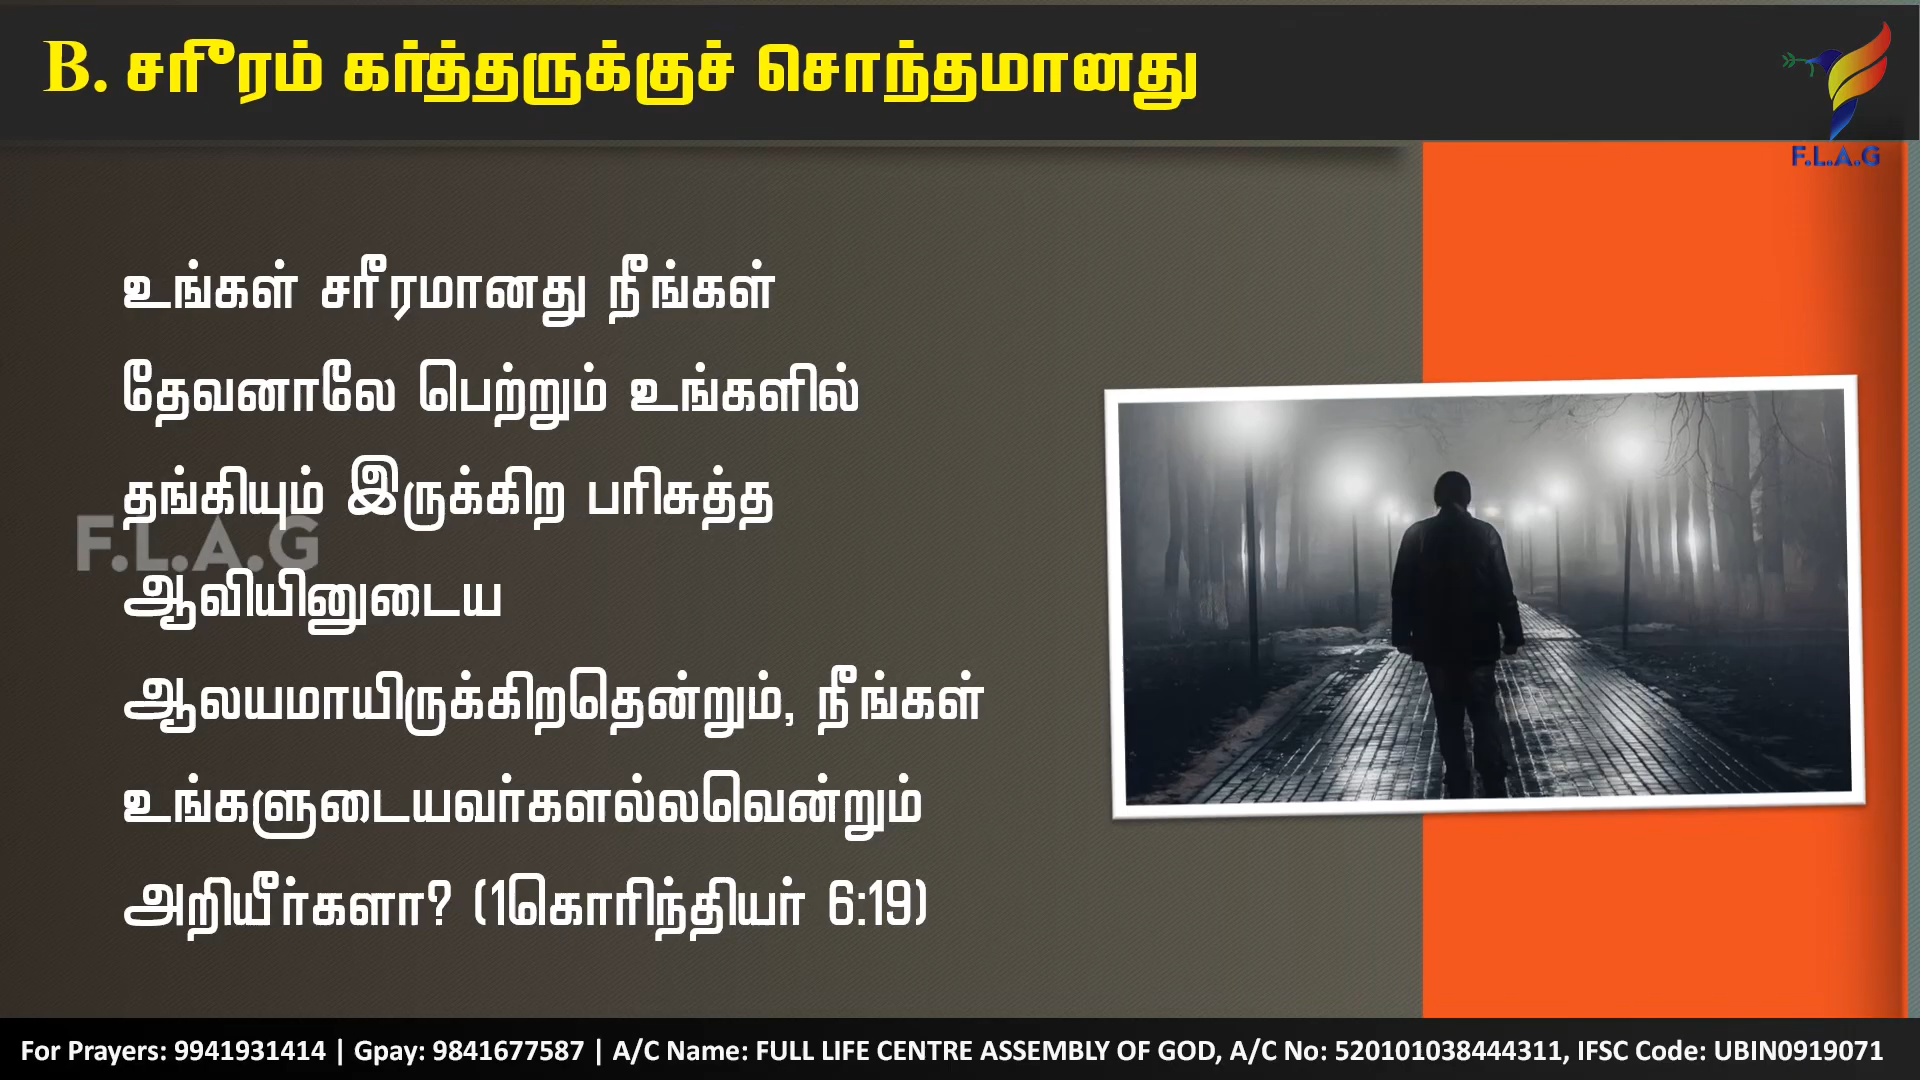 B. சரீரம் கர்த்தருக்குச் சொந்தமானது
F.L.A.G
உங்கள் சரீரமானது நீங்கள்
தேவனாலே பெற்றும் உங்களில்
தங்கியும் இருக்கிற பரிசுத்த
F.L.A.G
ஆவியினுடைய
ஆலயமாயிருக்கிறதென்றும், நீங்கள்
உங்களுடையவர்களல்லவென்றும்
அறியீர்களா? (1கொரிந்தியர் 6:19)
For Prayers: 9941931414 | Gpay: 9841677587 | A/C Name: FULL LIFE CENTRE ASSEMBLY OF GOD, A/C No: 520101038444311, IFSC Code: UBIN0919071